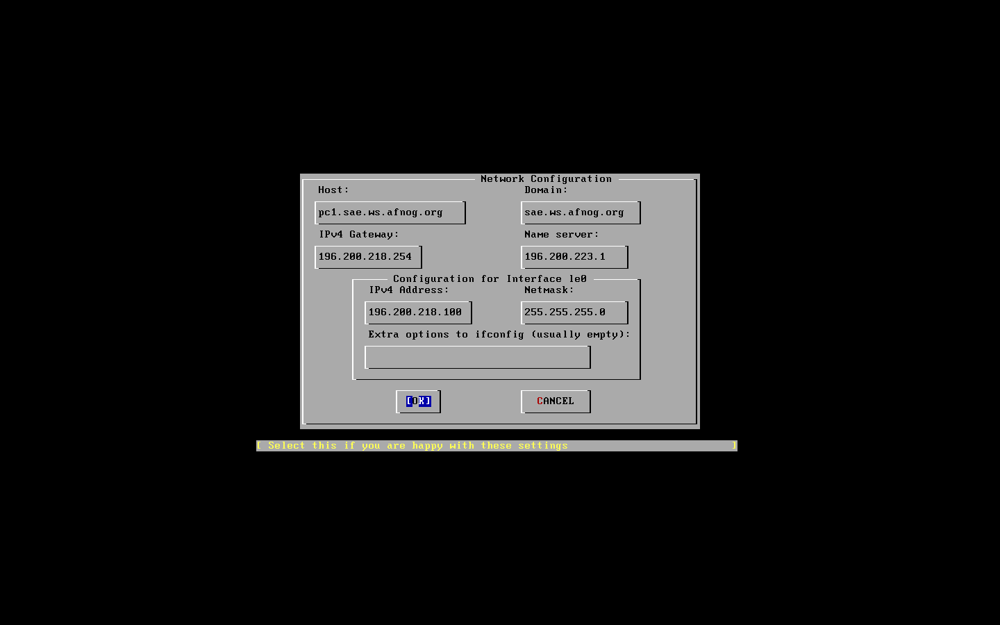 Network Configuration
Host: Domain:
pc1.sae.ws.afnog.org sae.ws.afnog.org
IPv4 Gateway: Name server:
196.200.218.254 196.200.223.1
Configuration for Interface le0
IPv4 Address: Netmask:
196.200.218.100 255.255.255.0
Extra options to ifconfig (usually empty):
[OK] CANCEL
[ Select this if you are happy with these settings ]